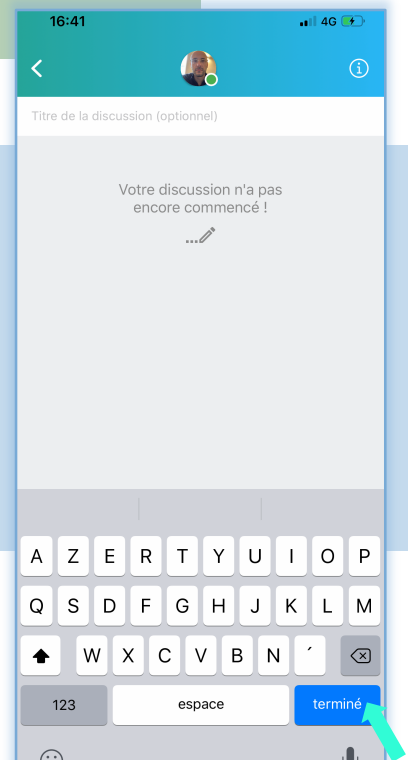 16:41 4G
Titre de la discussion (optionnel)
Votre discussion n'a pas
encore commencé !
A Z E R T Y U I O P
Q S D F G H J K L M
W X C V B N ´
123 espace terminé